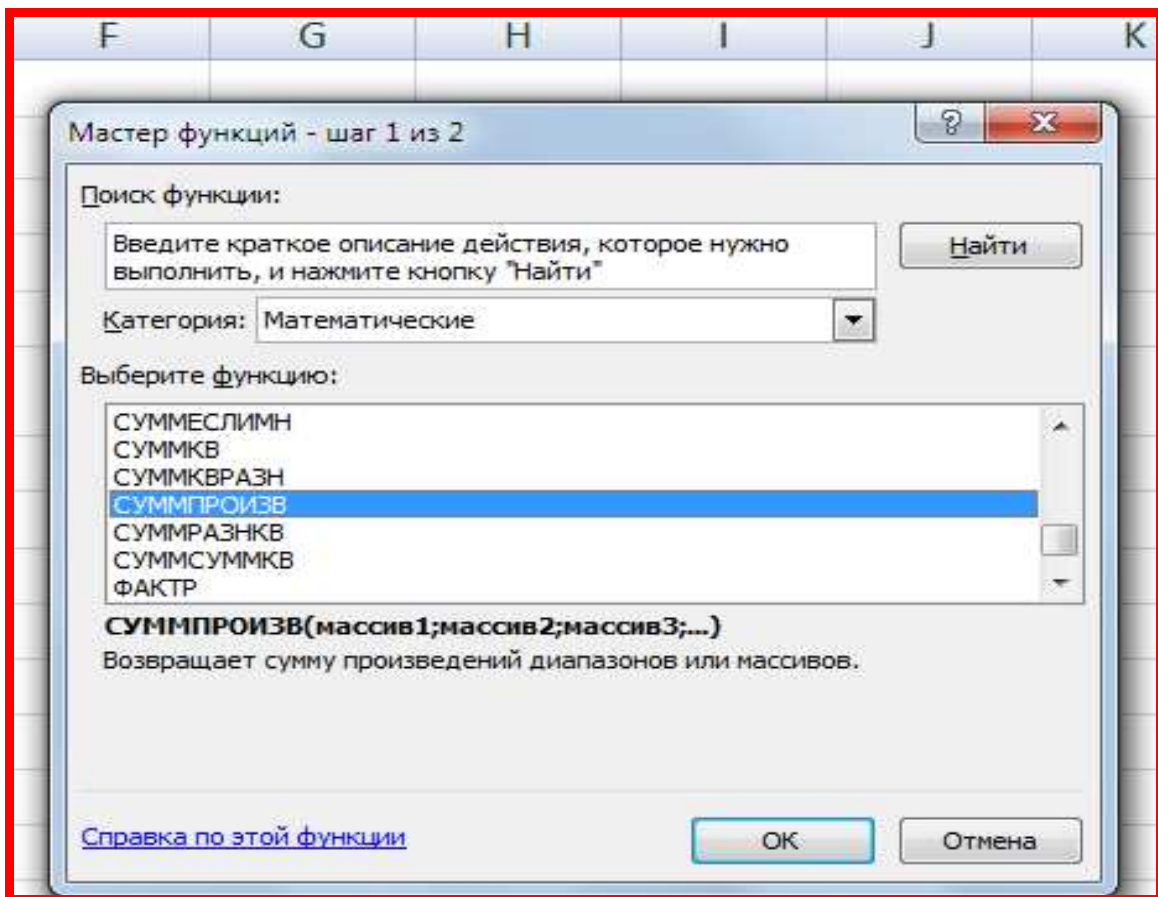 F G H I J K
Мастер функций - шаг 1 из 2
Поиск функции:
Введите краткое описание действия, которое нужно
выполнить, и нажмите кнопку "Найти"
Найти
Категория: Математические
Выберите функцию:
СУММЕСЛИМН
СУММКВ
СУММКВРАЗН
СУММПРОИЗВ
СУММРАЗНКВ
СУММСУММКВ
ФАКТР
СУММПРОИЗВ(массив1;массив2;массив3;...)
Возвращает сумму произведений диапазонов или массивов.
Справка по этой функции
ОК Отмена